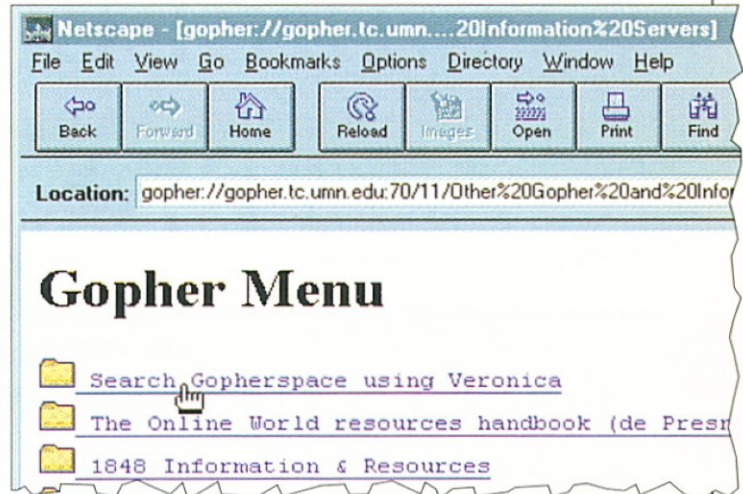 Netscape - [gopher://gopher.tc.umn....20Information%20Servers]
File Edit View Go Bookmarks Options Directory Window Help
Back Forward Home Reload Images Open Print Find
Location: gopher://gopher.tc.umn.edu:70/11/Other%20Gopher%20and%20Infor
Gopher Menu
Search Gopherspace using Veronica
The Online World resources handbook (de Presn
1848 Information & Resources